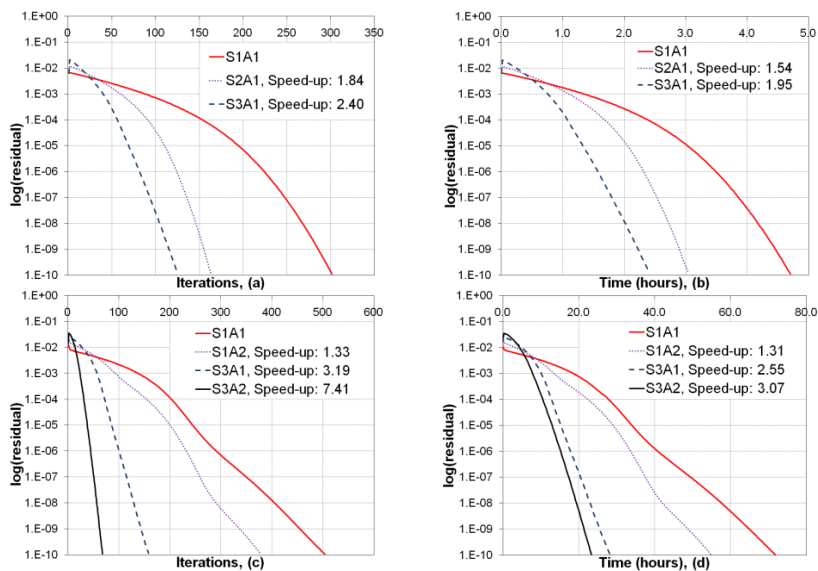 0 50 100 150 200 250 300 350
1.E+00
1.E-01
1.E-02
1.E-03
1.E-04
1.E-05
1.E-06
1.E-07
1.E-08
1.E-09
1.E-10
log(residual)
S1A1
S2A1, Speed-up: 1.84
S3A1, Speed-up: 2.40
Iterations, (a)
0.0 1.0 2.0 3.0 4.0 5.0
1.E+00
1.E-01
1.E-02
1.E-03
1.E-04
1.E-05
1.E-06
1.E-07
1.E-08
1.E-09
1.E-10
log(residual)
S1A1
S2A1, Speed-up: 1.54
S3A1, Speed-up: 1.95
Time (hours), (b)
0 100 200 300 400 500 600
1.E+00
1.E-01
1.E-02
1.E-03
1.E-04
1.E-05
1.E-06
1.E-07
1.E-08
1.E-09
1.E-10
log(residual)
S1A1
S1A2, Speed-up: 1.33
S3A1, Speed-up: 3.19
S3A2, Speed-up: 7.41
Iterations, (c)
0.0 20.0 40.0 60.0 80.0
1.E+00
1.E-01
1.E-02
1.E-03
1.E-04
1.E-05
1.E-06
1.E-07
1.E-08
1.E-09
1.E-10
log(residual)
S1A1
S1A2, Speed-up: 1.31
S3A1, Speed-up: 2.55
S3A2, Speed-up: 3.07
Time (hours), (d)